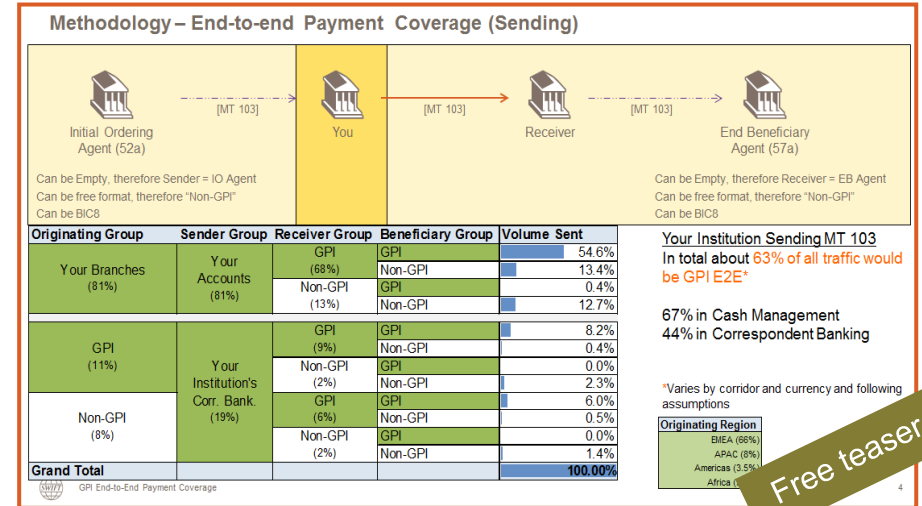 Methodology – End-to-end Payment Coverage (Sending)
[MT 103]
[MT 103]
[MT 103]
Initial Ordering
Agent (52a)
You
Receiver
End Beneficiary
Agent (57a)
Can be Empty, therefore Sender = IO Agent
Can be free format, therefore “Non-GPI”
Can be BIC8
Can be Empty, therefore Receiver = EB Agent
Can be free format, therefore “Non-GPI”
Can be BIC8
Originating Group Sender Group Receiver Group Beneficiary Group Volume Sent
Your Branches
(81%)
Your
Accounts
(81%)
GPI
(68%)
GPI 54.6%
Non-GPI 13.4%
Non-GPI
(13%)
GPI 0.4%
Non-GPI 12.7%
GPI
(11%)
Your
Institution's
Corr. Bank.
(19%)
GPI
(9%)
GPI 8.2%
Non-GPI 0.4%
Non-GPI
(2%)
GPI 0.0%
Non-GPI 2.3%
Non-GPI
(8%)
GPI
(6%)
GPI 6.0%
Non-GPI 0.5%
Non-GPI
(2%)
GPI 0.0%
Non-GPI 1.4%
Grand Total 100.00%
Your Institution Sending MT 103
In total about 63% of all traffic would
be GPI E2E*
67% in Cash Management
44% in Correspondent Banking
*Varies by corridor and currency and following
assumptions
Originating Region
EMEA (66%)
APAC (8%)
Americas (3.5%)
Africa
Free teaser
SWIFT
GPI End-to-End Payment Coverage
4